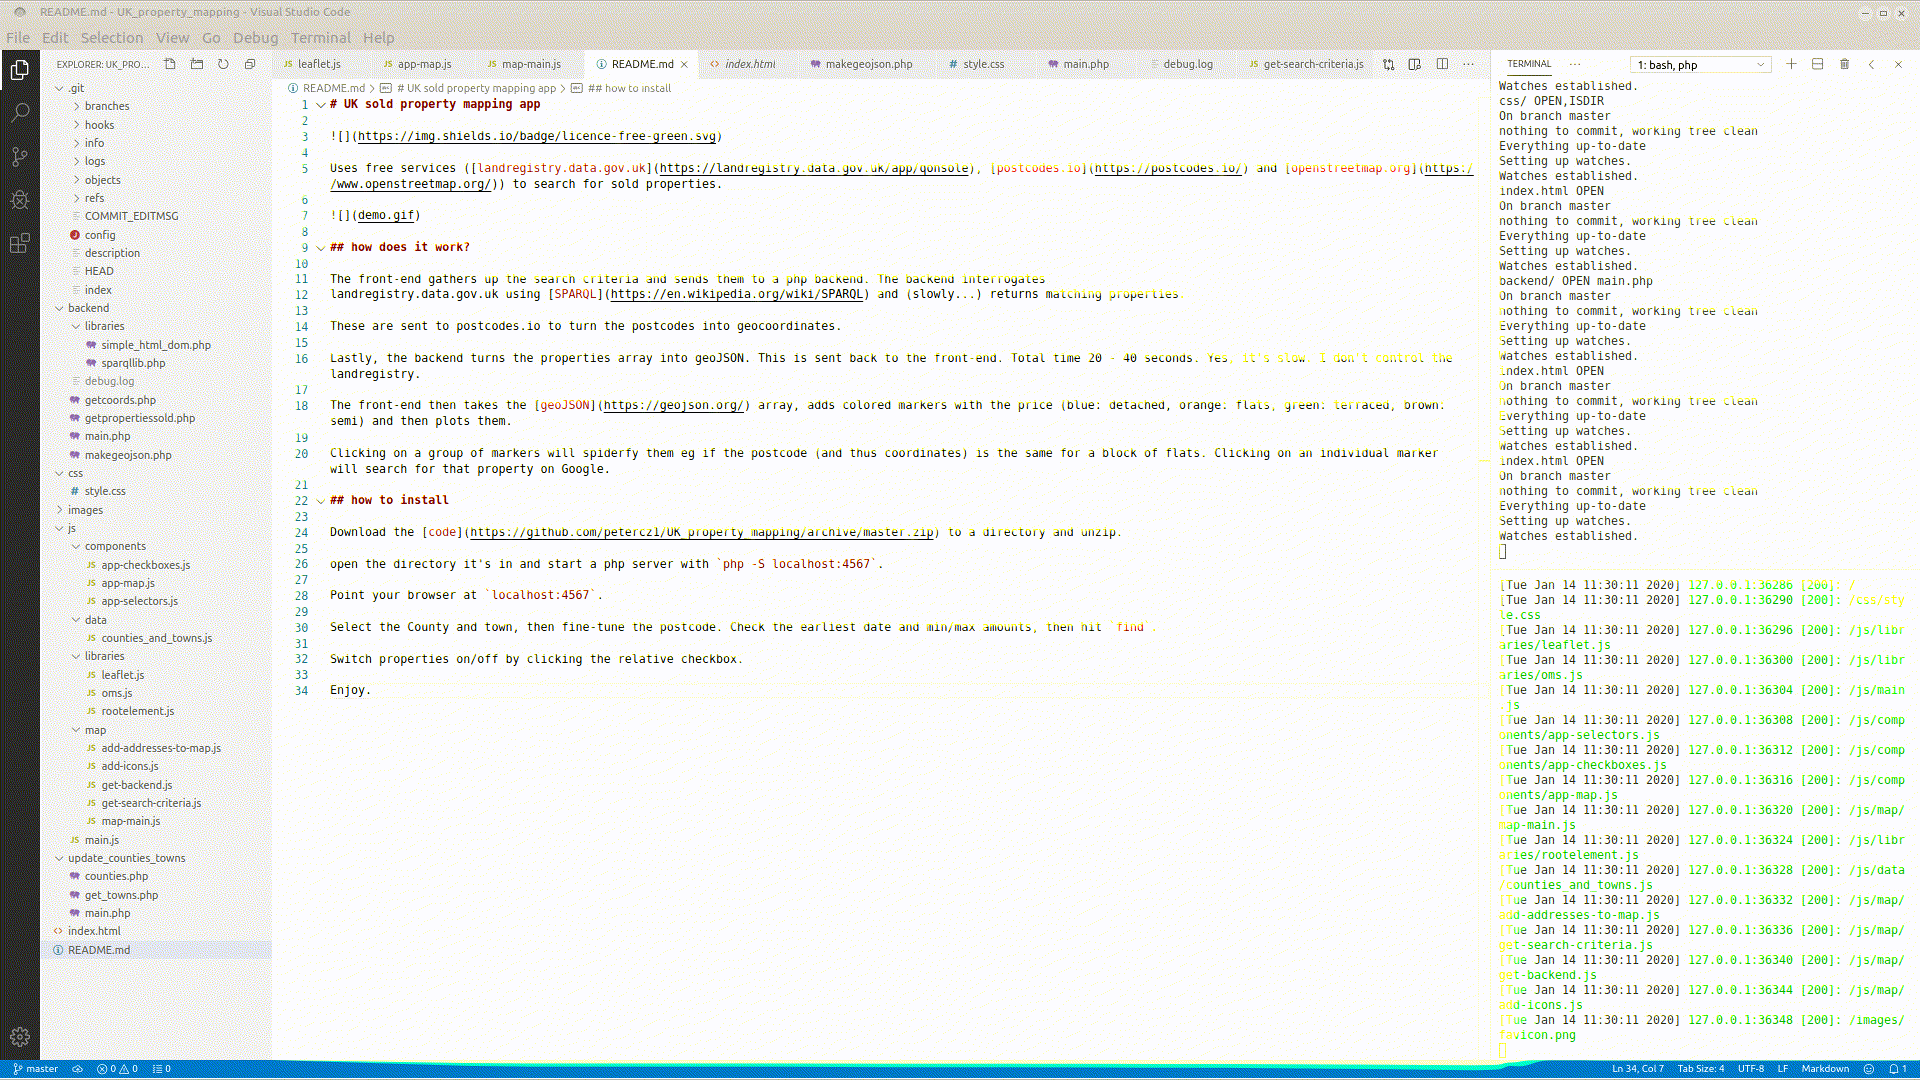 README.md - UK_property_mapping - Visual Studio Code
File Edit Selection View Go Debug Terminal Help
EXPLORER: UK_PRO...
.git
branches
hooks
info
logs
objects
refs
COMMIT_EDITMSG
config
description
HEAD
index
backend
libraries
simple_html_dom.php
sparqllib.php
debug.log
getcoords.php
getpropertiessold.php
main.php
makegeojson.php
css
style.css
images
js
components
app-checkboxes.js
app-map.js
app-selectors.js
data
counties_and_towns.js
libraries
leaflet.js
oms.js
rootelement.js
map
add-addresses-to-map.js
add-icons.js
get-backend.js
get-search-criteria.js
map-main.js
main.js
update_counties_towns
counties.php
get_towns.php
main.php
index.html
README.md
leaflet.js app-map.js map-main.js README.md index.html makegeojson.php style.css main.php debug.log get-search-criteria.js
README.md > # UK sold property mapping app > ## how to install
1 # UK sold property mapping app
2
3 ![](https://img.shields.io/badge/licence-free-green.svg)
4
5 Uses free services ([landregistry.data.gov.uk](https://landregistry.data.gov.uk/app/qonsole), [postcodes.io](https://postcodes.io/) and [openstreetmap.org](https:/
/www.openstreetmap.org/)) to search for sold properties.
6
7 ![](demo.gif)
8
9 ## how does it work?
10
11 The front-end gathers up the search criteria and sends them to a php backend. The backend interrogates
12 landregistry.data.gov.uk using [SPARQL](https://en.wikipedia.org/wiki/SPARQL) and (slowly...) returns matching properties.
13
14 These are sent to postcodes.io to turn the postcodes into geocoordinates.
15
16 Lastly, the backend turns the properties array into geoJSON. This is sent back to the front-end. Total time 20 - 40 seconds. Yes, it's slow. I don't control the
landregistry.
17
18 The front-end then takes the [geoJSON](https://geojson.org/) array, adds colored markers with the price (blue: detached, orange: flats, green: terraced, brown:
semi) and then plots them.
19
20 Clicking on a group of markers will spiderfy them eg if the postcode (and thus coordinates) is the same for a block of flats. Clicking on an individual marker
will search for that property on Google.
21
22 ## how to install
23
24 Download the [code](https://github.com/peterc21/UK_property_mapping/archive/master.zip) to a directory and unzip.
25
26 open the directory it's in and start a php server with `php -S localhost:4567`.
27
28 Point your browser at `localhost:4567`.
29
30 Select the County and town, then fine-tune the postcode. Check the earliest date and min/max amounts, then hit `find`.
31
32 Switch properties on/off by clicking the relative checkbox.
33
34 Enjoy.
TERMINAL ··· 1: bash, php
Watches established.
css/ OPEN,ISDIR
On branch master
nothing to commit, working tree clean
Everything up-to-date
Setting up watches.
Watches established.
index.html OPEN
On branch master
nothing to commit, working tree clean
Everything up-to-date
Setting up watches.
Watches established.
backend/ OPEN main.php
On branch master
nothing to commit, working tree clean
Everything up-to-date
Setting up watches.
Watches established.
index.html OPEN
On branch master
nothing to commit, working tree clean
Everything up-to-date
Setting up watches.
Watches established.
index.html OPEN
On branch master
nothing to commit, working tree clean
Everything up-to-date
Setting up watches.
Watches established.
[Tue Jan 14 11:30:11 2020] 127.0.0.1:36286 [200]: /
[Tue Jan 14 11:30:11 2020] 127.0.0.1:36290 [200]: /css/sty
le.css
[Tue Jan 14 11:30:11 2020] 127.0.0.1:36296 [200]: /js/libr
aries/leaflet.js
[Tue Jan 14 11:30:11 2020] 127.0.0.1:36300 [200]: /js/libr
aries/oms.js
[Tue Jan 14 11:30:11 2020] 127.0.0.1:36304 [200]: /js/main
.js
[Tue Jan 14 11:30:11 2020] 127.0.0.1:36308 [200]: /js/comp
onents/app-selectors.js
[Tue Jan 14 11:30:11 2020] 127.0.0.1:36312 [200]: /js/comp
onents/app-checkboxes.js
[Tue Jan 14 11:30:11 2020] 127.0.0.1:36316 [200]: /js/comp
onents/app-map.js
[Tue Jan 14 11:30:11 2020] 127.0.0.1:36320 [200]: /js/map/
map-main.js
[Tue Jan 14 11:30:11 2020] 127.0.0.1:36324 [200]: /js/libr
aries/rootelement.js
[Tue Jan 14 11:30:11 2020] 127.0.0.1:36328 [200]: /js/data
/counties_and_towns.js
[Tue Jan 14 11:30:11 2020] 127.0.0.1:36332 [200]: /js/map/
add-addresses-to-map.js
[Tue Jan 14 11:30:11 2020] 127.0.0.1:36336 [200]: /js/map/
get-search-criteria.js
[Tue Jan 14 11:30:11 2020] 127.0.0.1:36340 [200]: /js/map/
get-backend.js
[Tue Jan 14 11:30:11 2020] 127.0.0.1:36344 [200]: /js/map/
add-icons.js
[Tue Jan 14 11:30:11 2020] 127.0.0.1:36348 [200]: /images/
favicon.png
master 0 0 0 Ln 34, Col 7 Tab Size: 4 UTF-8 LF Markdown 1